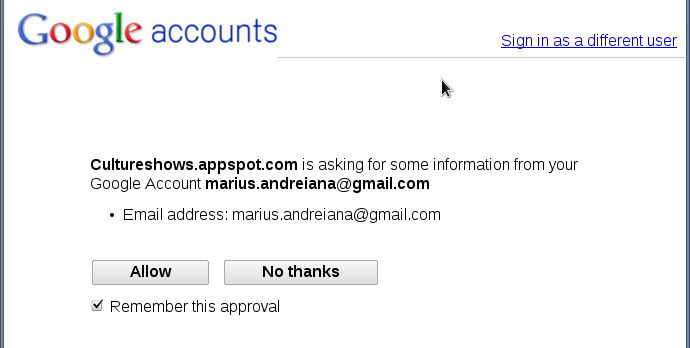 Google accounts
Sign in as a different user
Cultureshows.appspot.com is asking for some information from your
Google Account marius.andreiana@gmail.com
• Email address: marius.andreiana@gmail.com
Allow No thanks
Remember this approval